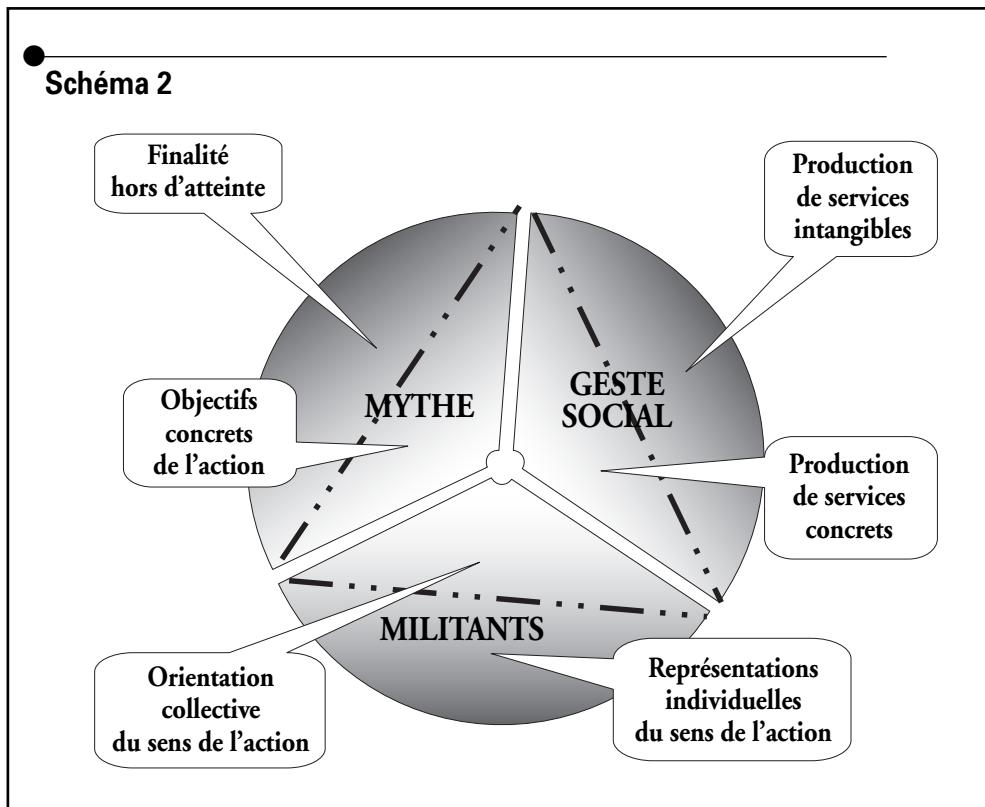 Schéma 2
Finalité
hors d’atteinte
Production
de services
intangibles
MYTHE
GESTE
SOCIAL
Objectifs
concrets
de l’action
Production
de services
concrets
MILITANTS
Orientation
collective
du sens de l’action
Représentations
individuelles
du sens de l’action